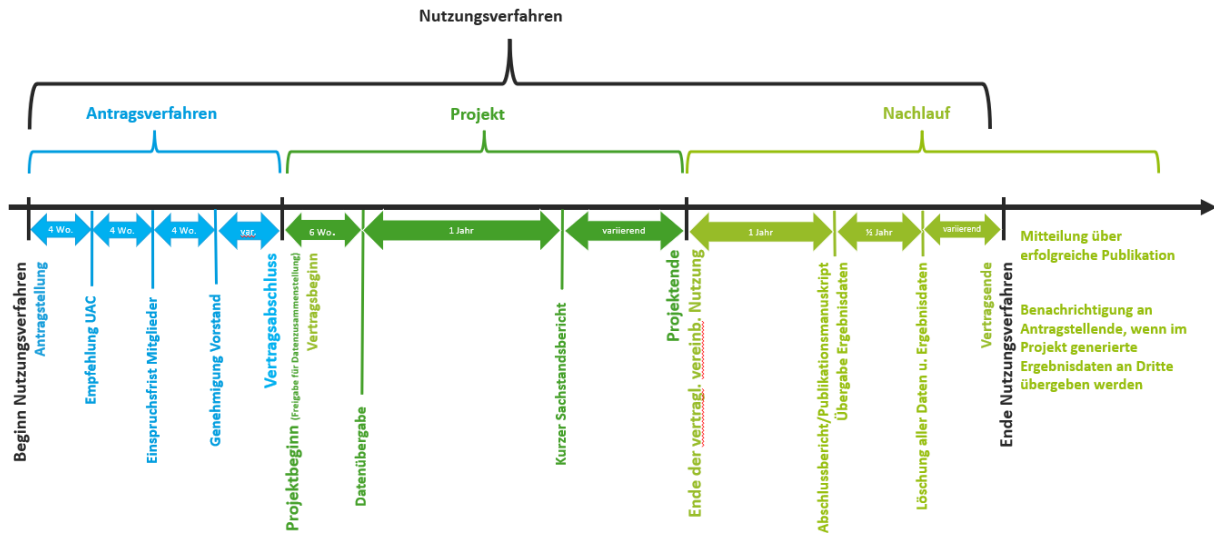 Nutzungsverfahren
Antragsverfahren
Projekt
Nachlauf
4 Wo.
4 Wo.
4 Wo.
var.
6 Wo.
1 Jahr
variierend
1 Jahr
½ Jahr
variierend
Beginn Nutzungsverfahren
Antragstellung
Empfehlung UAC
Einspruchsfrist Mitglieder
Genehmigung Vorstand
Vertragsabschluss
Projektbeginn (Freigabe für Datenzusammenstellung)
Vertragsbeginn
Datenübergabe
Kurzer Sachstandsbericht
Projektende
Ende der vertragl. vereinb. Nutzung
Abschlussbericht/Publikationsmanuskript
Übergabe Ergebnisdaten
Löschung aller Daten u. Ergebnisdaten
Vertragsende
Ende Nutzungsverfahren
Mitteilung über
erfolgreiche Publikation
Benachrichtigung an
Antragstellende, wenn im
Projekt generierte
Ergebnisdaten an Dritte
übergeben werden